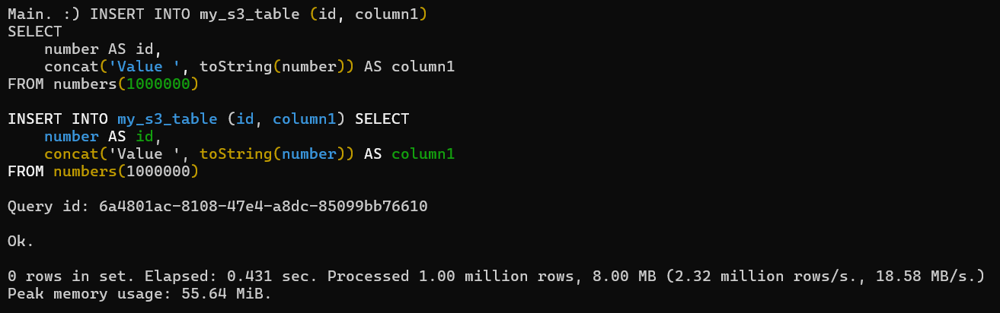 Main. :) INSERT INTO my_s3_table (id, column1)
SELECT
    number AS id,
    concat('Value ', toString(number)) AS column1
FROM numbers(1000000)

INSERT INTO my_s3_table (id, column1) SELECT
    number AS id,
    concat('Value ', toString(number)) AS column1
FROM numbers(1000000)

Query id: 6a4801ac-8108-47e4-a8dc-85099bb76610

Ok.

0 rows in set. Elapsed: 0.431 sec. Processed 1.00 million rows, 8.00 MB (2.32 million rows/s., 18.58 MB/s.)
Peak memory usage: 55.64 MiB.